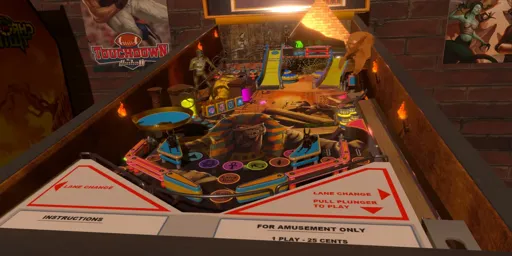 TOUCHDOWN
LANE CHANGE
INSTRUCTIONS
LANE CHANGE
PULL PLUNGER
TO PLAY
FOR AMUSEMENT ONLY
1 PLAY - 25 CENTS